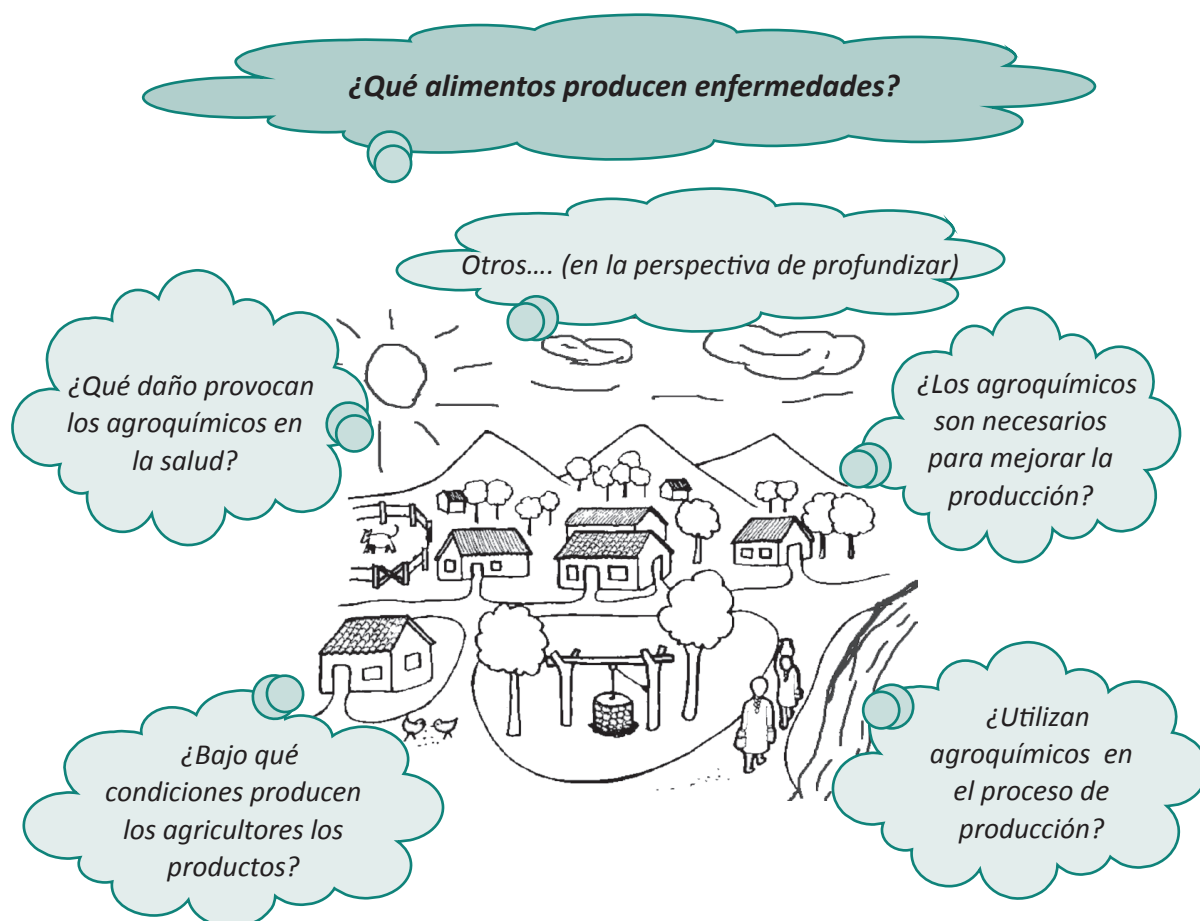 ¿Qué alimentos producen enfermedades?
Otros.... (en la perspectiva de profundizar)
¿Qué daño provocan
los agroquímicos en
la salud?
¿Los agroquímicos
son necesarios
para mejorar la
producción?
¿Bajo qué
condiciones producen
los agricultores los
productos?
¿Utilizan
agroquímicos en
el proceso de
producción?